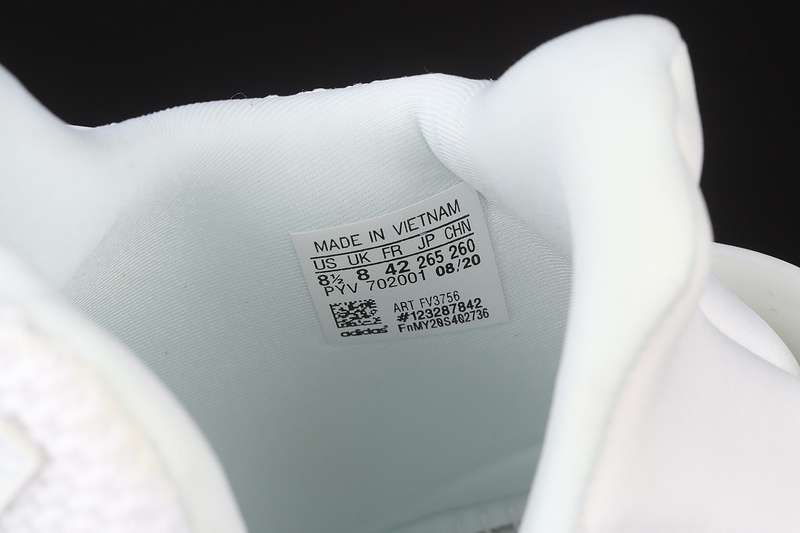 MADE IN VIETNAM
US UK FR JP CHN
8½ 8 42 265 260
PYV 702001 08/20
ART FV3756
#123287842
adidas FnMY20S402736